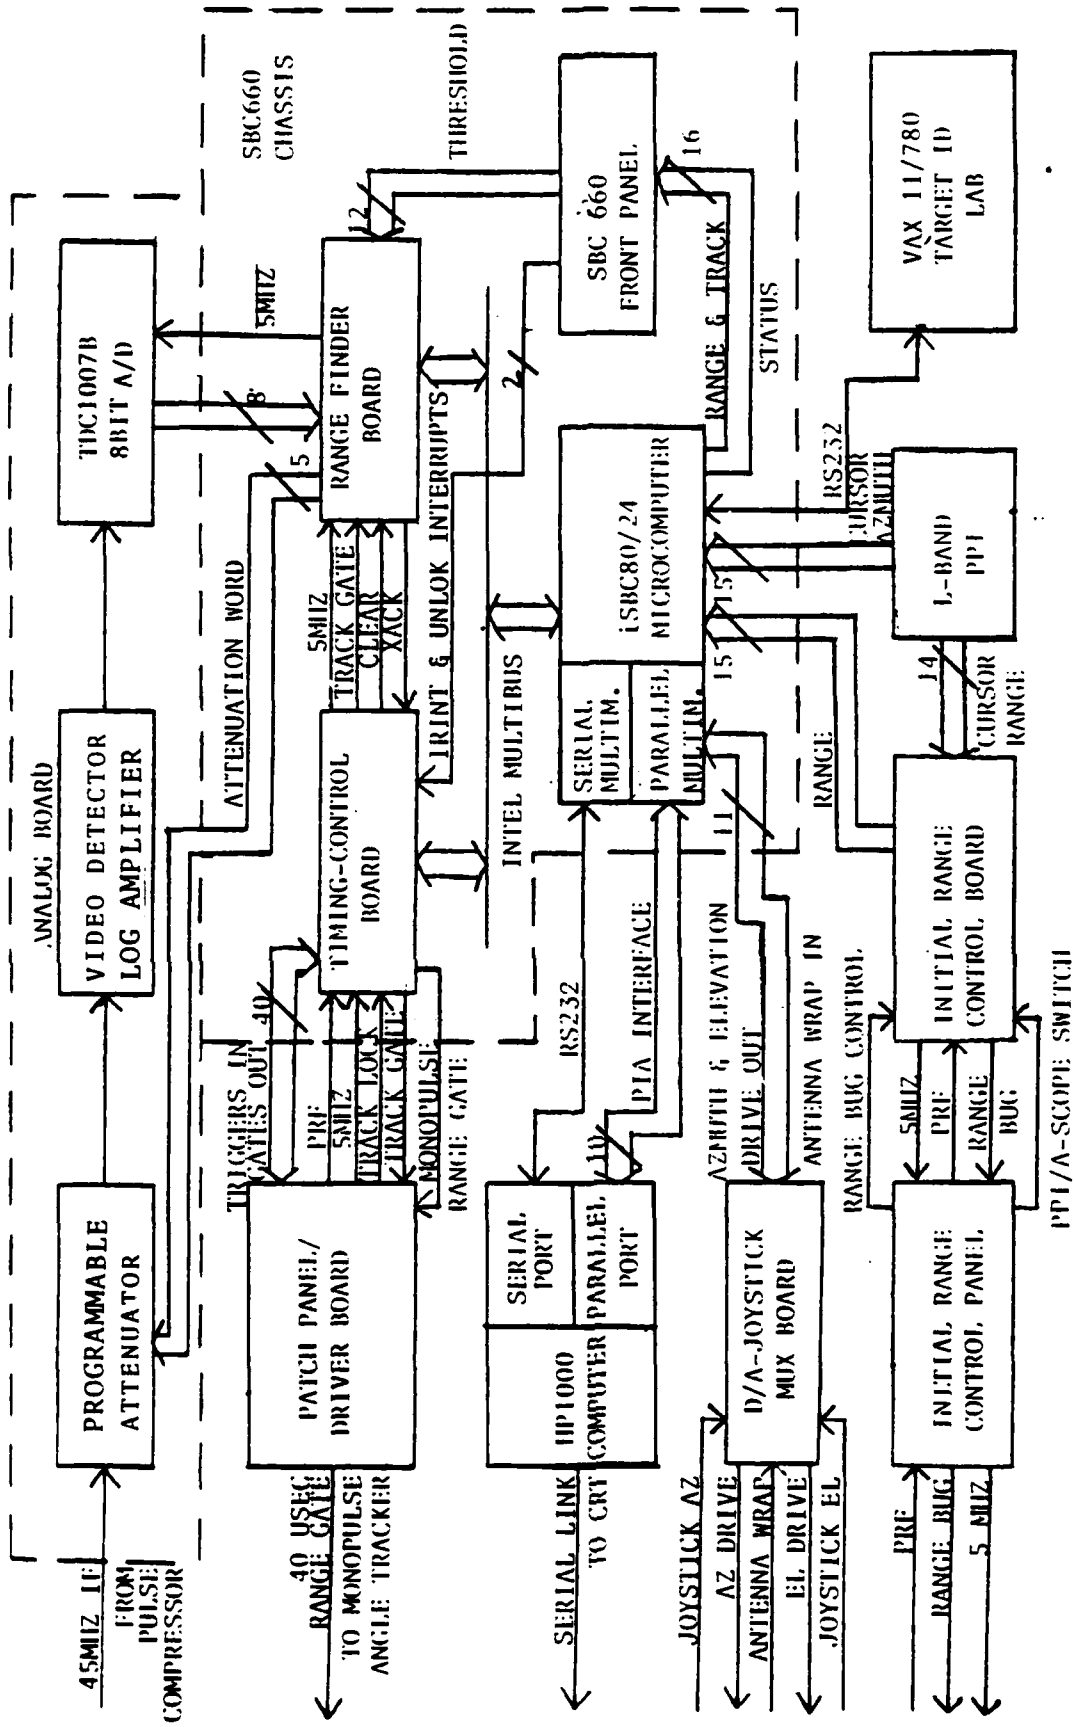 ANALOG BOARD
45MHZ IF
FROM
PULSE
COMPRESSOR
PROGRAMMABLE
ATTENUATOR
VIDEO DETECTOR
LOG AMPLIFIER
TDC1007B
8BIT A/D
ATTENUATION WORD
5
8
5MHZ
SBC660
CHASSIS
40 USEC
RANGE GATE
TO MONOPULSE
ANGLE TRACKER
PATCH PANEL/
DRIVER BOARD
TRIGGERS IN
GATES OUT
40
PRF
5MHZ
TRACK LOCK
TRACK GATE
MONOPULSE
RANGE GATE
TIMING-CONTROL
BOARD
5MHZ
TRACK GATE
CLEAR
XACK
RANGE FINDER
BOARD
12
THRESHOLD
IRINT & UNLOK INTERRUPTS
2
INTEL MULTIBUS
SERIAL LINK
TO CRT
HP1000
COMPUTER
SERIAL
PORT
PARALLEL
PORT
RS232
PIA INTERFACE
10
SERIAL
MULTIM.
PARALLEL
MULTIM.
iSBC80/24
MICROCOMPUTER
SBC 660
FRONT PANEL
16
RANGE & TRACK
STATUS
JOYSTICK AZ
AZ DRIVE
ANTENNA WRAP
EL DRIVE
JOYSTICK EL
D/A-JOYSTICK
MUX BOARD
AZMUTH & ELEVATION
DRIVE OUT
ANTENNA WRAP IN
11
15
15
RANGE
RS232
CURSOR
AZMUTH
PRF
RANGE BUG
5 MHZ
INITIAL RANGE
CONTROL PANEL
RANGE BUG CONTROL
5MHZ
PRF
RANGE
BUG
PPI/A-SCOPE SWITCH
INITIAL RANGE
CONTROL BOARD
14
CURSOR
RANGE
L-BAND
PPI
VAX 11/780
TARGET ID
LAB